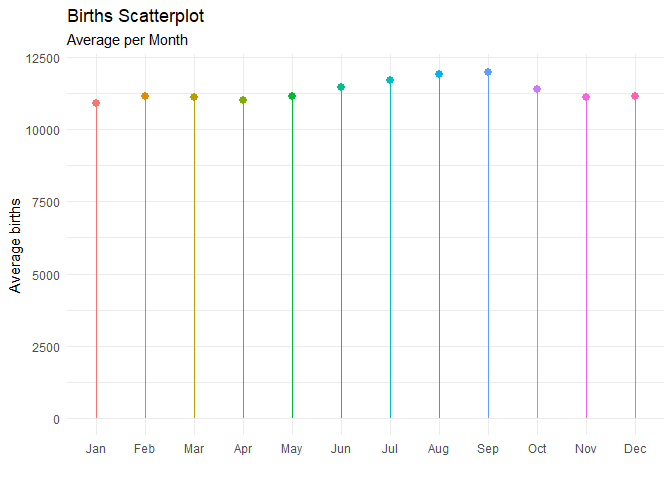 Births Scatterplot
Average per Month
12500
10000
7500
5000
2500
0
Average births
Jan Feb Mar Apr May Jun Jul Aug Sep Oct Nov Dec